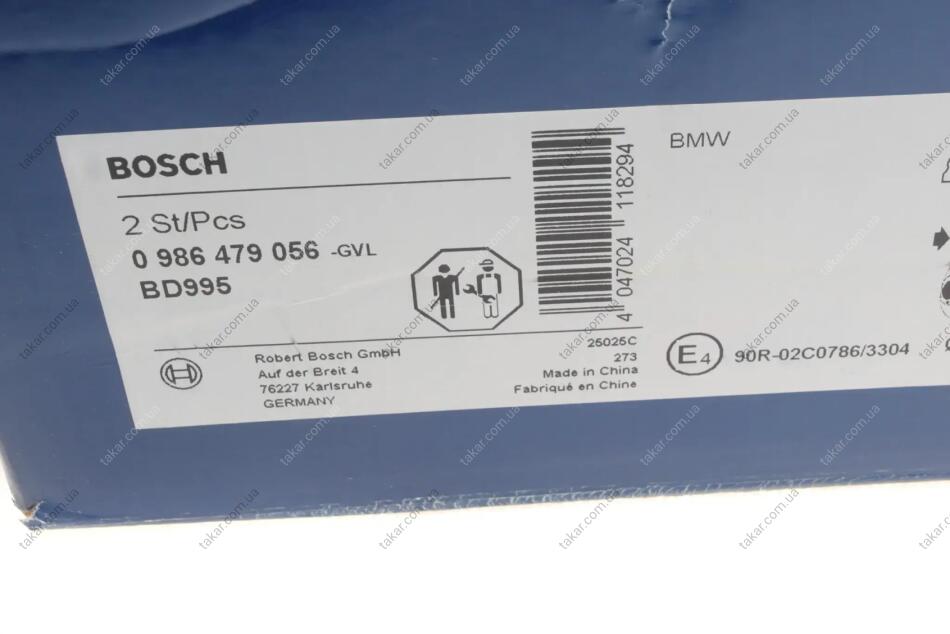 BOSCH
2 St/Pcs
0 986 479 056 -GVL
BD995
Robert Bosch GmbH
Auf der Breit 4
76227 Karlsruhe
GERMANY
4 047024 118294
25025C
273
Made in China
Fabriqué en Chine
BMW
E4 90R-02C0786/3304
takar.com.ua